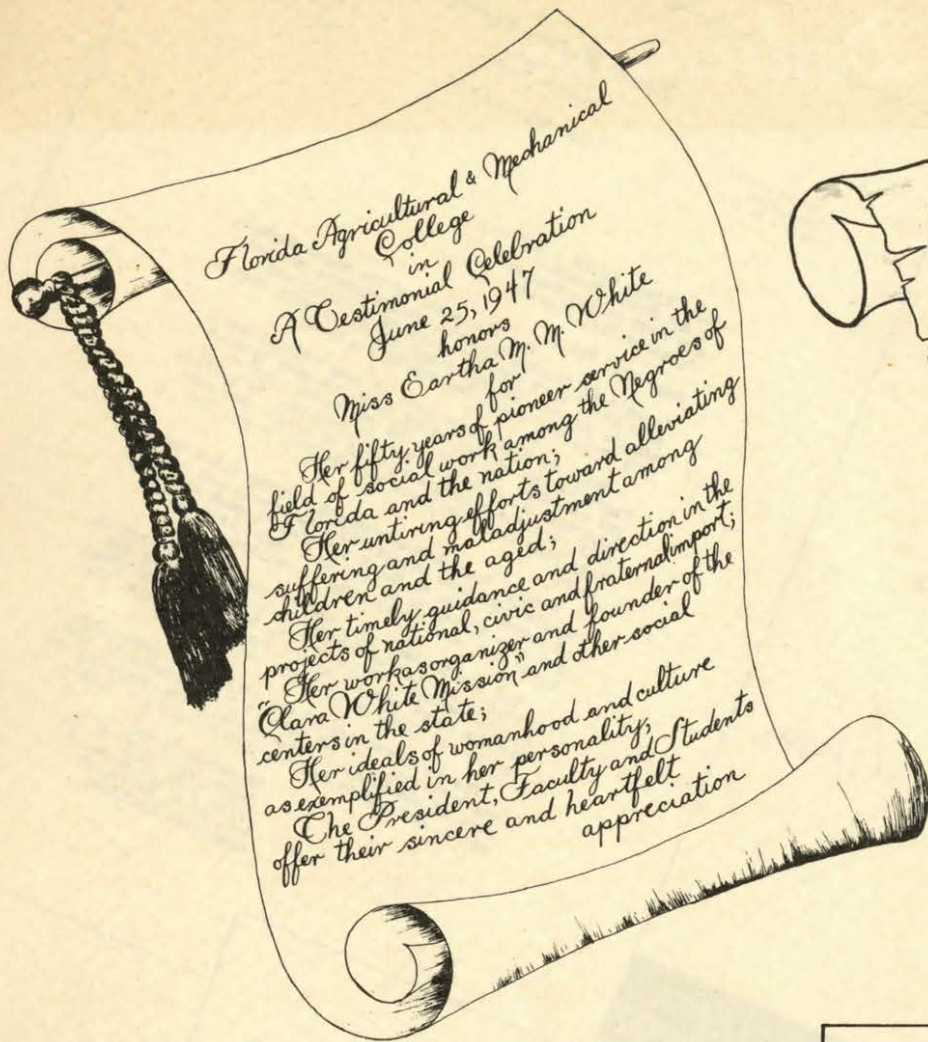 Florida Agricultural & Mechanical
College
in
A Testimonial Celebration
June 25, 1947
honors
Miss Eartha M. M. White
for
Her fifty years of pioneer service in the
field of social work among the Negroes of
Florida and the nation;
Her untiring efforts toward alleviating
suffering and maladjustment among
children and the aged;
Her timely guidance and direction in the
projects of national, civic and fraternal import;
Her work as organizer and founder of the
"Clara White Mission" and other social
centers in the state;
Her ideals of womanhood and culture
as exemplified in her personality,
The President, Faculty and Students
offer their sincere and heartfelt
appreciation